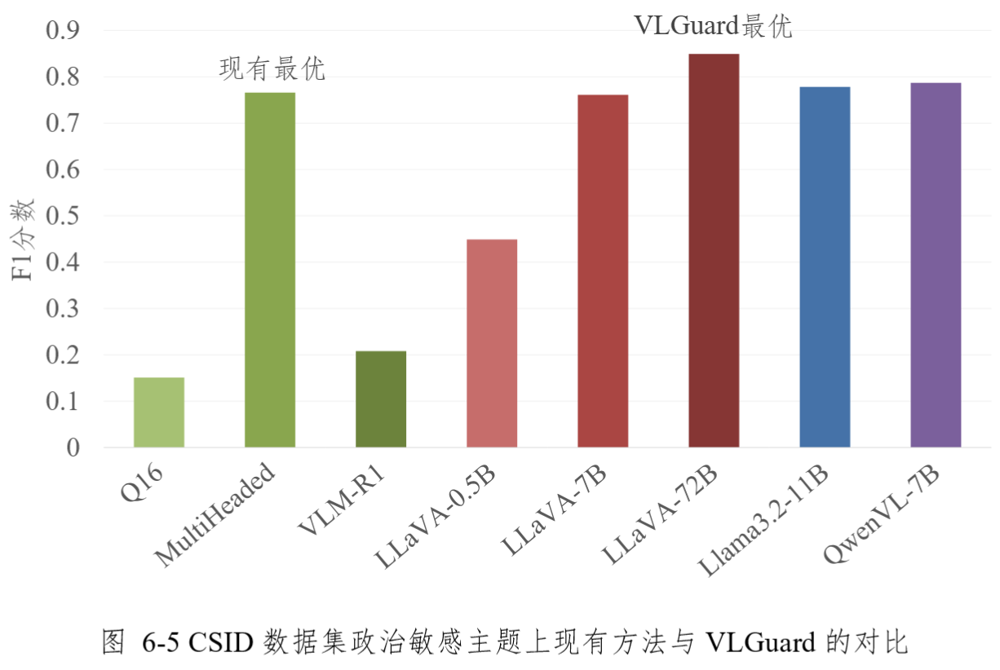 VLGuard最优
现有最优
F1分数
0.9
0.8
0.7
0.6
0.5
0.4
0.3
0.2
0.1
0
Q16
MultiHeaded
VLM-R1
LLaVA-0.5B
LLaVA-7B
LLaVA-72B
Llama3.2-11B
QwenVL-7B
图 6-5 CSID 数据集政治敏感主题上现有方法与 VLGuard 的对比